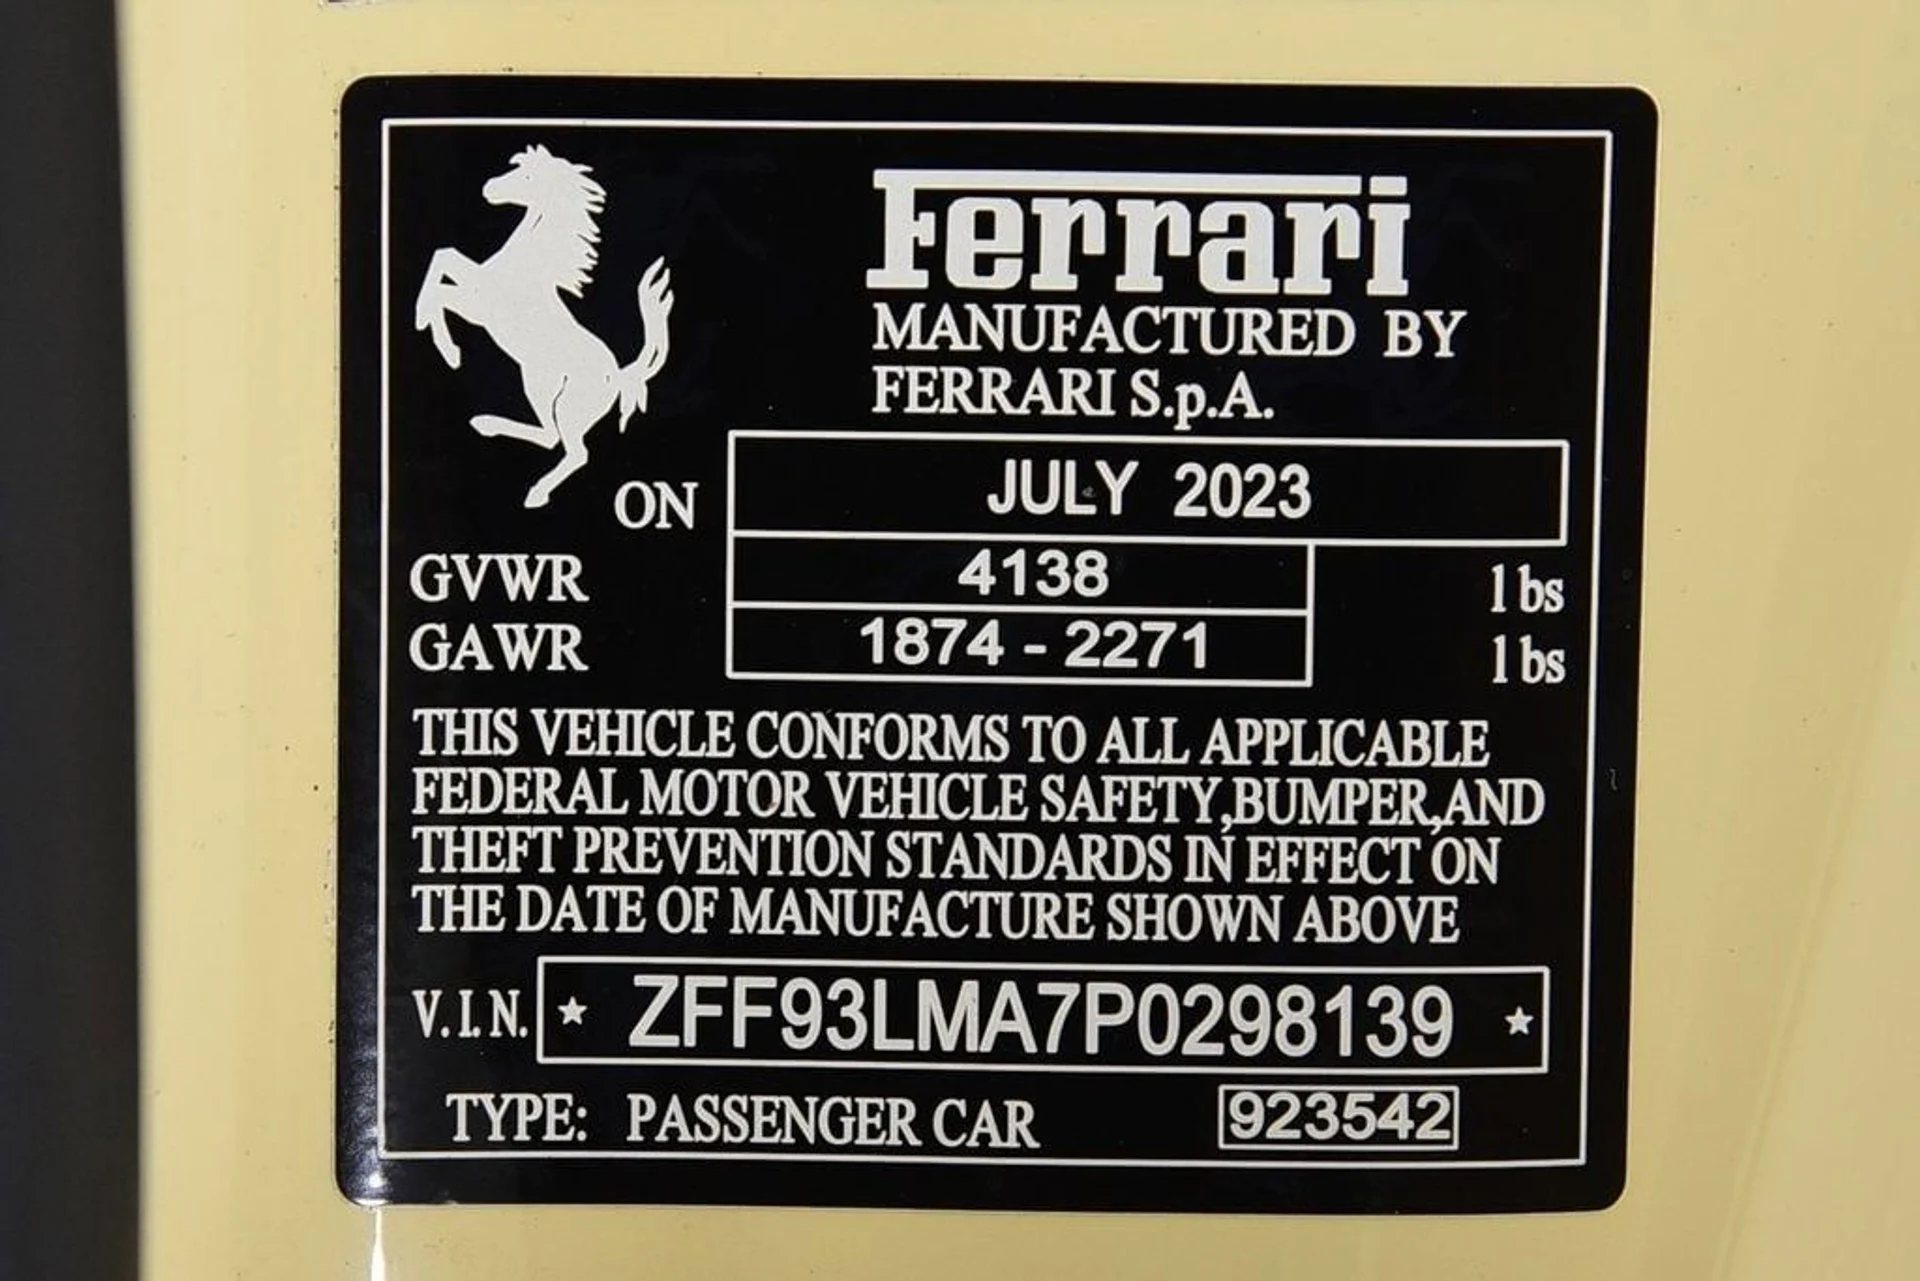 Ferrari
MANUFACTURED BY
FERRARI S.p.A.
ON JULY 2023
GVWR 4138 lbs
GAWR 1874 - 2271 lbs
THIS VEHICLE CONFORMS TO ALL APPLICABLE
FEDERAL MOTOR VEHICLE SAFETY,BUMPER,AND
THEFT PREVENTION STANDARDS IN EFFECT ON
THE DATE OF MANUFACTURE SHOWN ABOVE
V.I.N. ★ ZFF93LMA7P0298139 ★
TYPE: PASSENGER CAR 923542